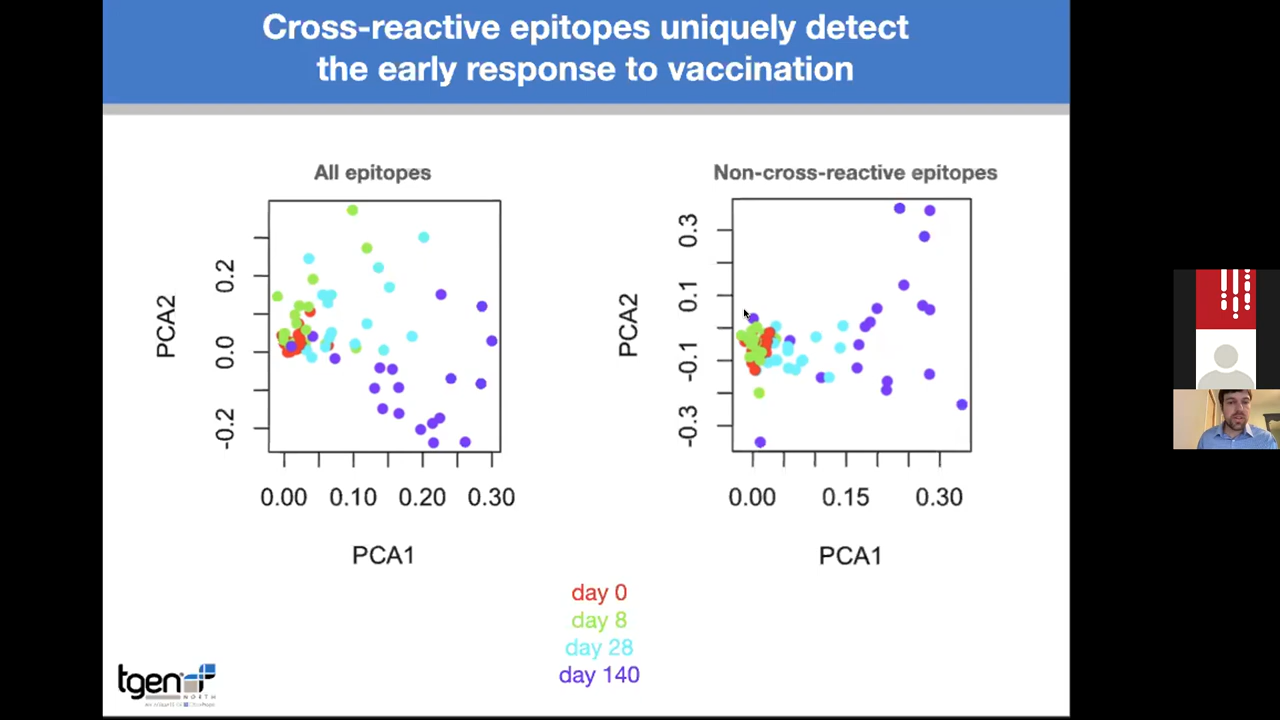 Cross-reactive epitopes uniquely detect
the early response to vaccination
All epitopes
PCA2
0.2
0.0
-0.2
0.00 0.10 0.20 0.30
PCA1
Non-cross-reactive epitopes
PCA2
0.3
0.1
-0.1
-0.3
0.00 0.15 0.30
PCA1
day 0
day 8
day 28
day 140
tgen
NORTH